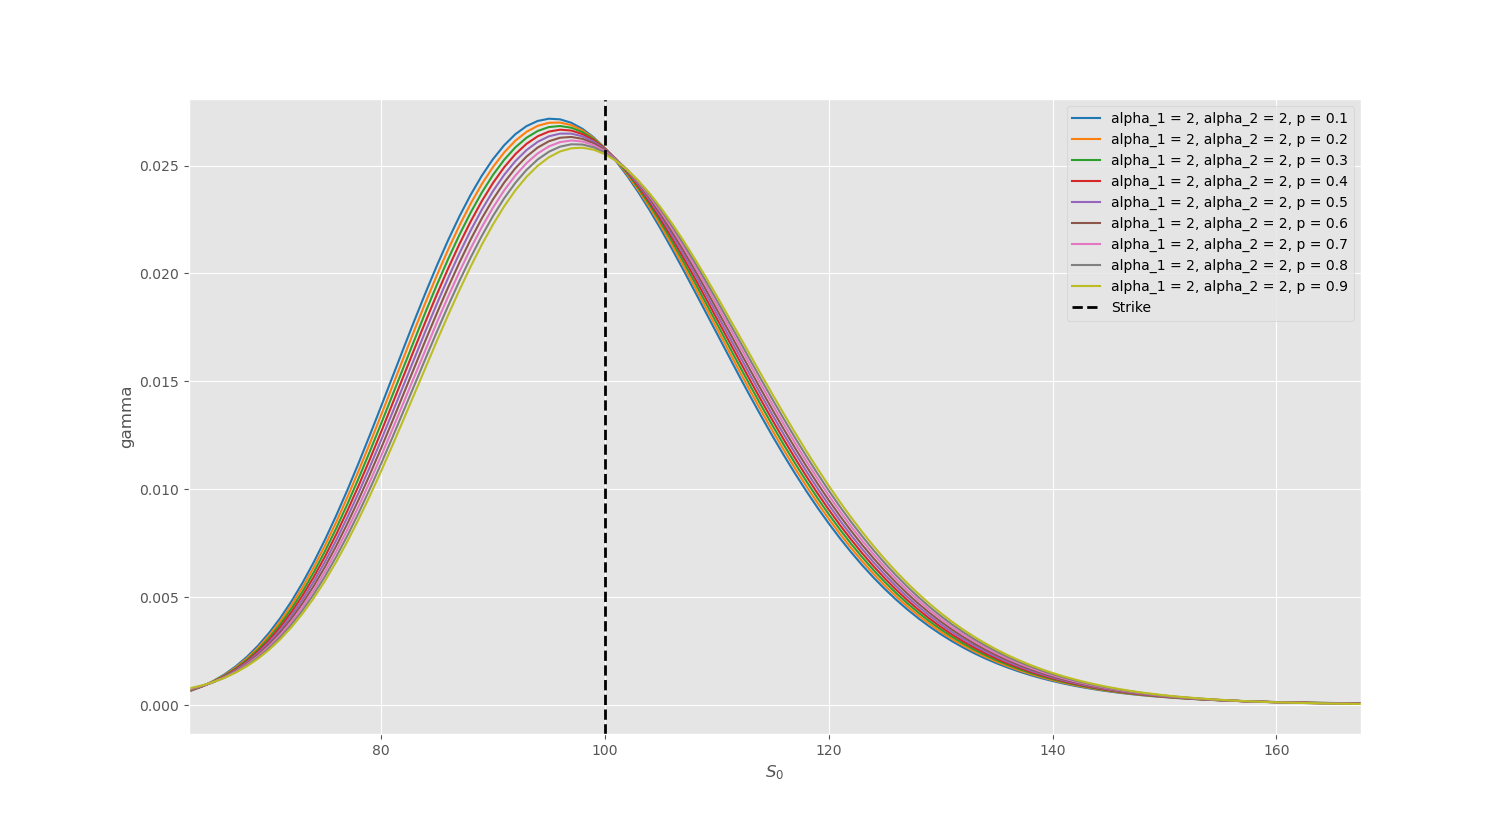 alpha_1 = 2, alpha_2 = 2, p = 0.1
alpha_1 = 2, alpha_2 = 2, p = 0.2
alpha_1 = 2, alpha_2 = 2, p = 0.3
alpha_1 = 2, alpha_2 = 2, p = 0.4
alpha_1 = 2, alpha_2 = 2, p = 0.5
alpha_1 = 2, alpha_2 = 2, p = 0.6
alpha_1 = 2, alpha_2 = 2, p = 0.7
alpha_1 = 2, alpha_2 = 2, p = 0.8
alpha_1 = 2, alpha_2 = 2, p = 0.9
Strike
gamma
0.025
0.020
0.015
0.010
0.005
0.000
80 100 120 140 160
S₀